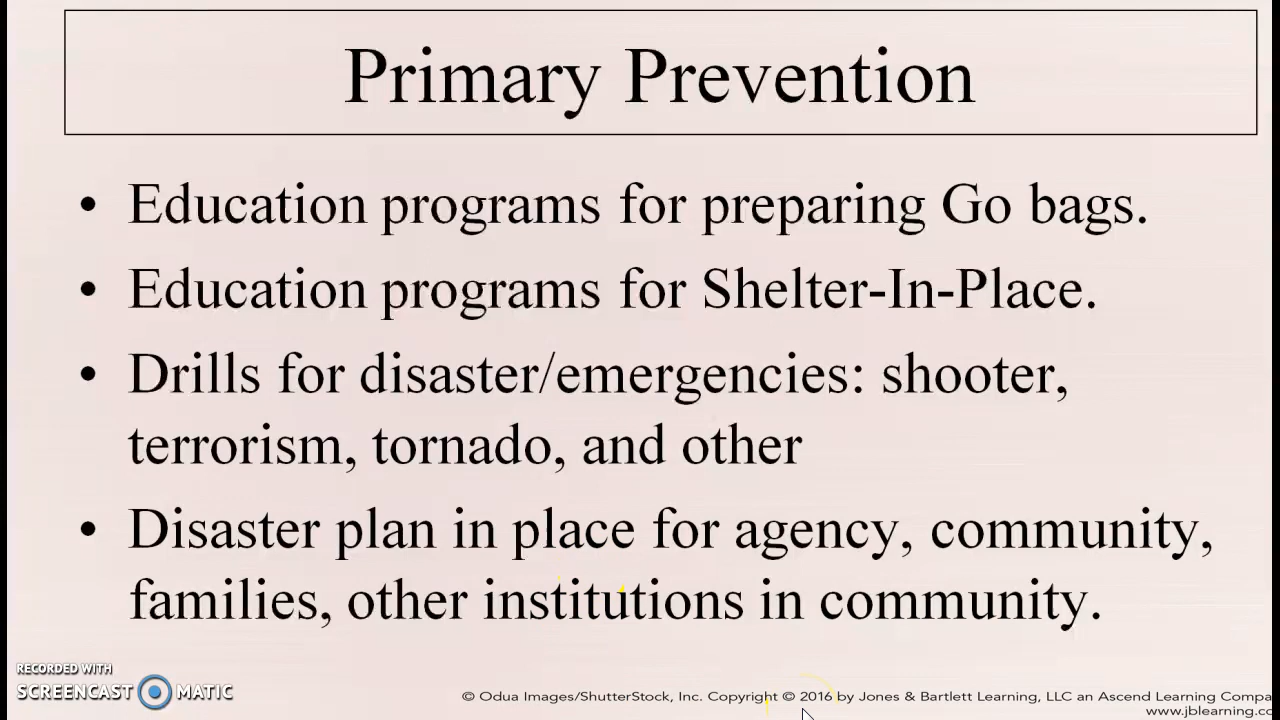 Primary Prevention
• Education programs for preparing Go bags.
• Education programs for Shelter-In-Place.
• Drills for disaster/emergencies: shooter,
terrorism, tornado, and other
• Disaster plan in place for agency, community,
families, other institutions in community.
RECORDED WITH
SCREENCAST MATIC
© Odua Images/ShutterStock, Inc. Copyright © 2016 by Jones & Bartlett Learning, LLC an Ascend Learning Compa
www.jblearning.co